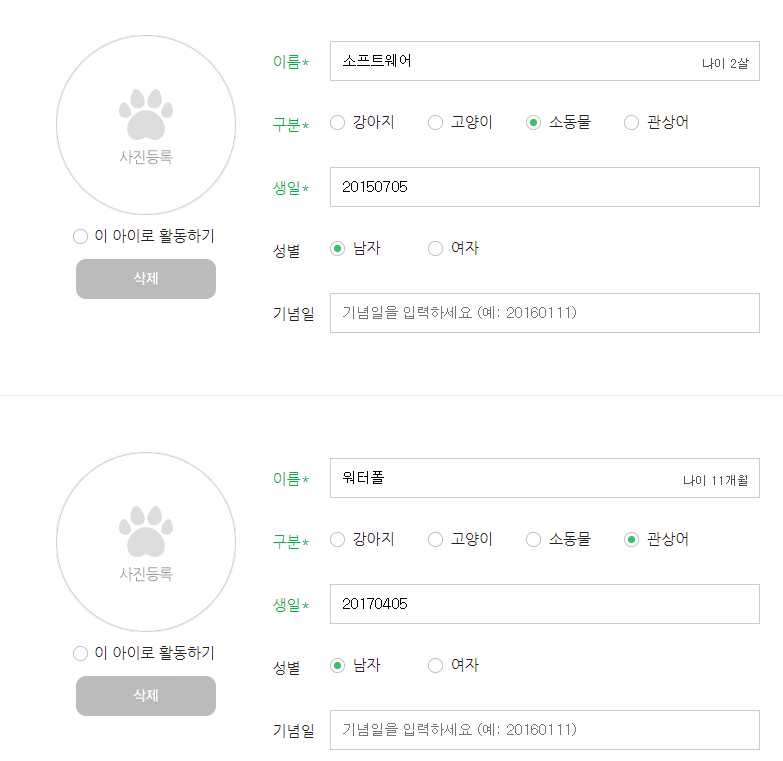 이름* 소프트웨어 나이 2살
구분* 강아지 고양이 소동물 관상어
사진등록
생일* 20150705
이 아이로 활동하기
성별 남자 여자
삭제
기념일 기념일을 입력하세요 (예: 20160111)
이름* 워터폴 나이 11개월
구분* 강아지 고양이 소동물 관상어
사진등록
생일* 20170405
이 아이로 활동하기
성별 남자 여자
삭제
기념일 기념일을 입력하세요 (예: 20160111)